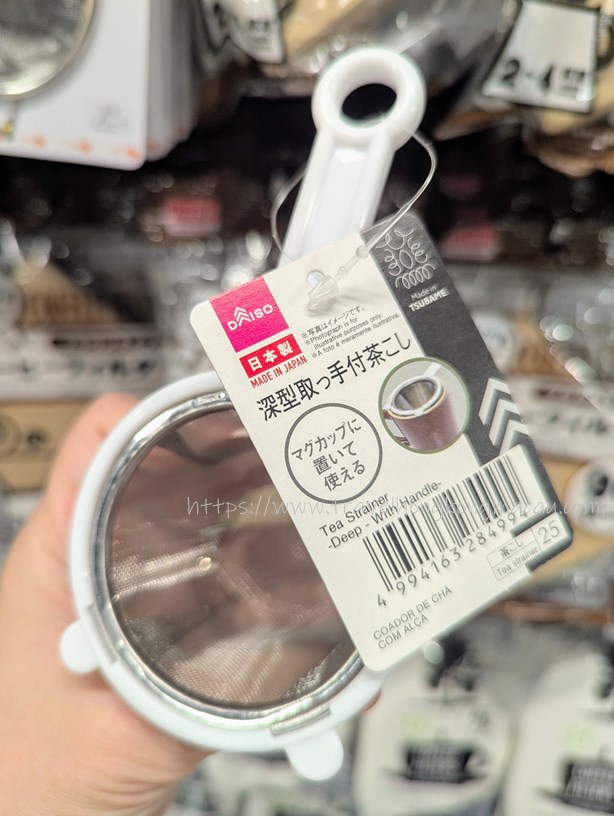 DAISO
日本製
MADE IN JAPAN
※写真はイメージです。
※Photograph is for
illustrative purposes only.
※A foto é meramente ilustrativa.
Made in
TSUBAME
深型取っ手付茶こし
マグカップに
置いて
使える
Tea Strainer
-Deep - With Handle-
4 994163 284997
茶こし
Tea strainer
25
COADOR DE CHÁ
COM ALÇA
2-4